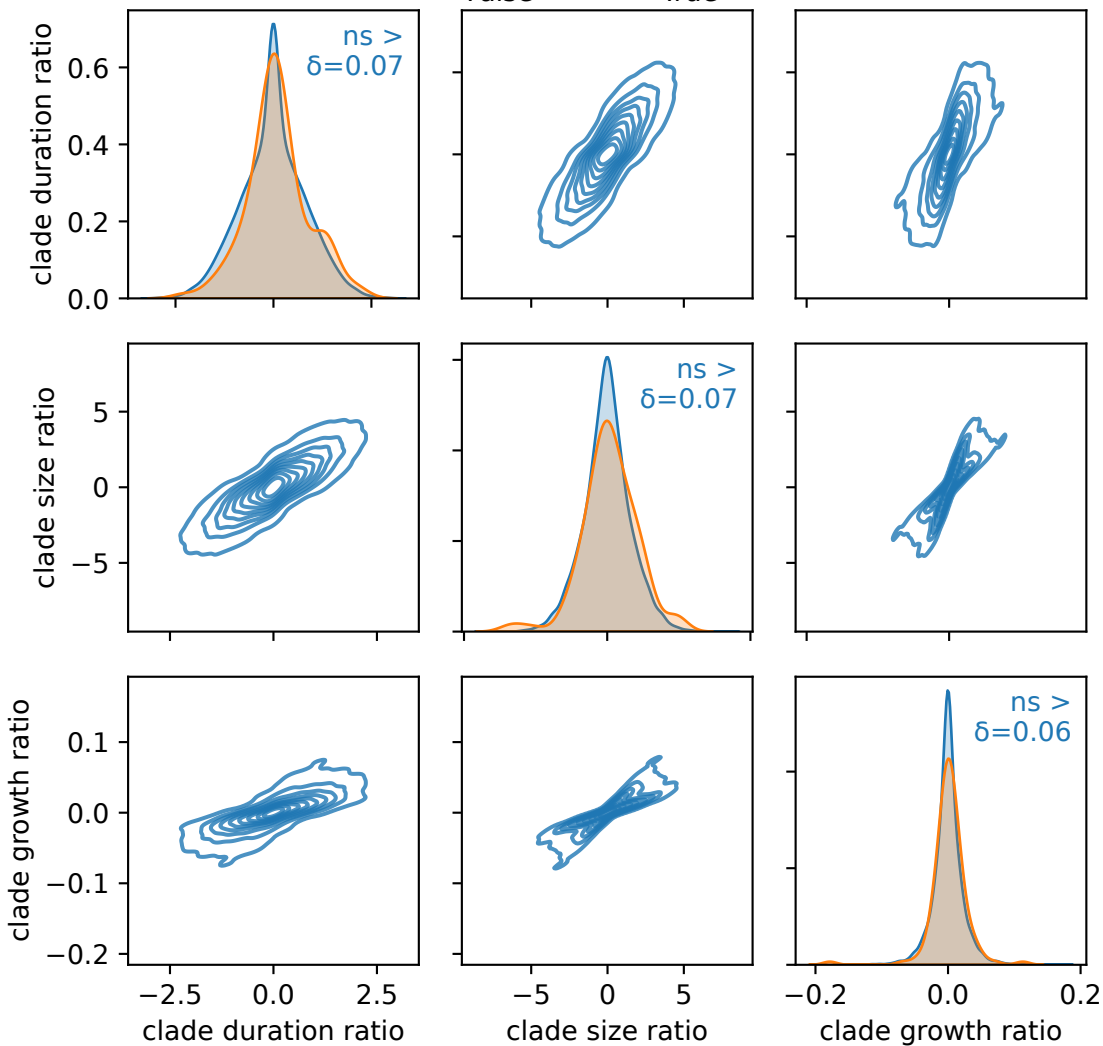 ns >
δ=0.07
clade duration ratio
0.6
0.4
0.2
0.0
ns >
δ=0.07
clade size ratio
5
0
−5
ns >
δ=0.06
clade growth ratio
0.1
0.0
−0.1
−0.2
−2.5 0.0 2.5
−5 0 5
−0.2 0.0 0.2
clade duration ratio
clade size ratio
clade growth ratio